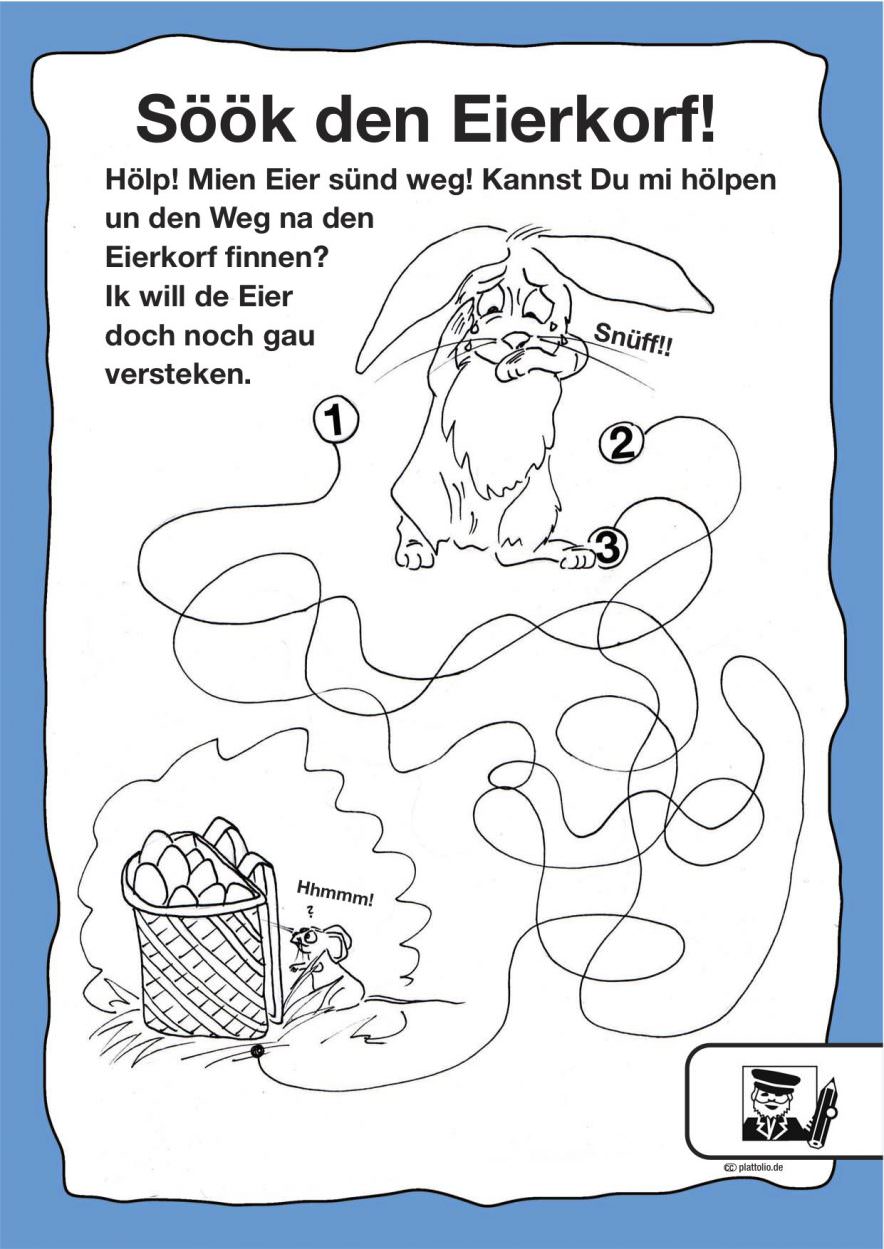 Söök den Eierkorf!
Hölp! Mien Eier sünd weg! Kannst Du mi hölpen
un den Weg na den
Eierkorf finnen?
Ik will de Eier
doch noch gau
versteken.
Snüff!!
1
2
3
Hhmmm!
?
cc plattolio.de